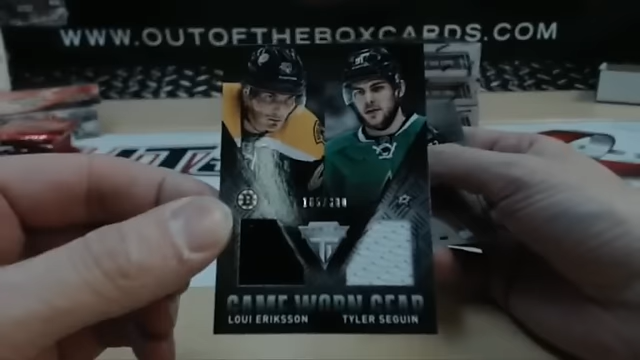 WWW.OUTOFTHEBOXCARDS.COM
GAME WORN GEAR
LOUI ERIKSSON TYLER SEGUIN